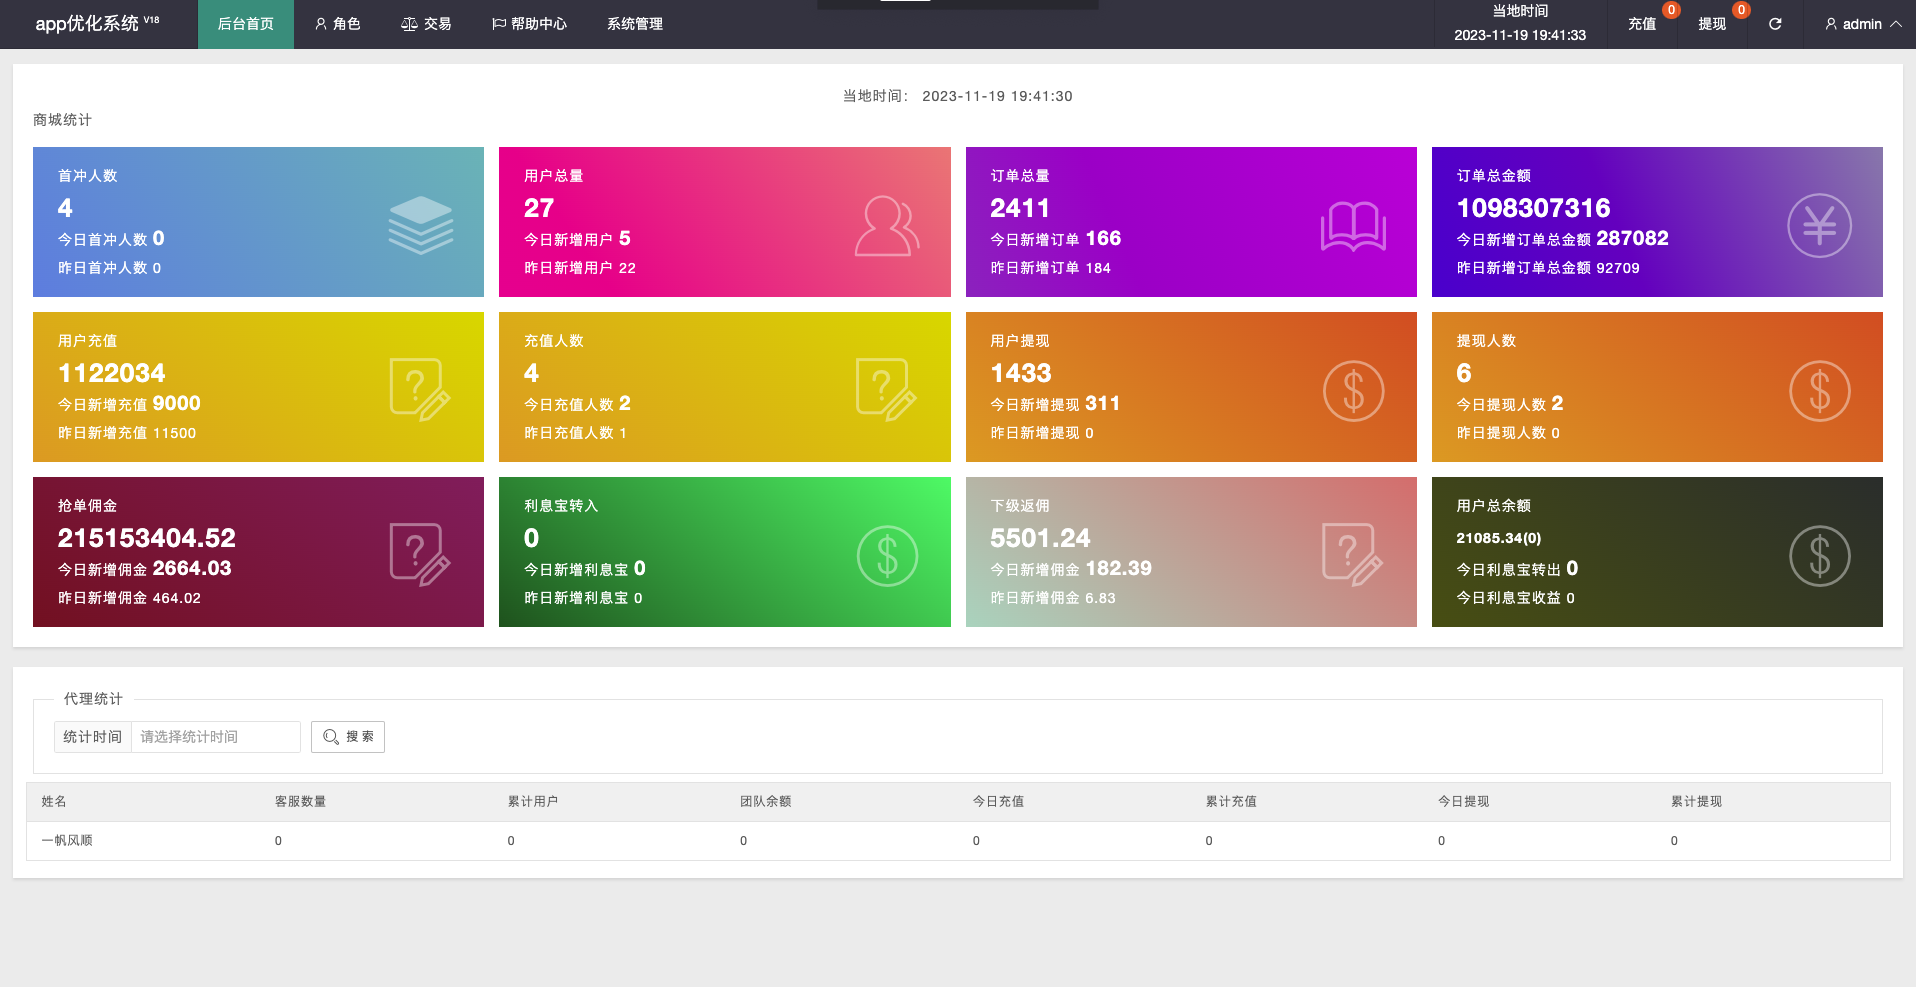 app优化系统 V18
后台首页
角色
交易
帮助中心
系统管理
当地时间
2023-11-19 19:41:33
充值 0
提现 0
admin
当地时间： 2023-11-19 19:41:30
商城统计
首冲人数
4
今日首冲人数 0
昨日首冲人数 0
用户总量
27
今日新增用户 5
昨日新增用户 22
订单总量
2411
今日新增订单 166
昨日新增订单 184
订单总金额
1098307316
今日新增订单总金额 287082
昨日新增订单总金额 92709
用户充值
1122034
今日新增充值 9000
昨日新增充值 11500
充值人数
4
今日充值人数 2
昨日充值人数 1
用户提现
1433
今日新增提现 311
昨日新增提现 0
提现人数
6
今日提现人数 2
昨日提现人数 0
抢单佣金
215153404.52
今日新增佣金 2664.03
昨日新增佣金 464.02
利息宝转入
0
今日新增利息宝 0
昨日新增利息宝 0
下级返佣
5501.24
今日新增佣金 182.39
昨日新增佣金 6.83
用户总余额
21085.34(0)
今日利息宝转出 0
今日利息宝收益 0
代理统计
统计时间 请选择统计时间 搜 索
姓名 客服数量 累计用户 团队余额 今日充值 累计充值 今日提现 累计提现
一帆风顺 0 0 0 0 0 0 0